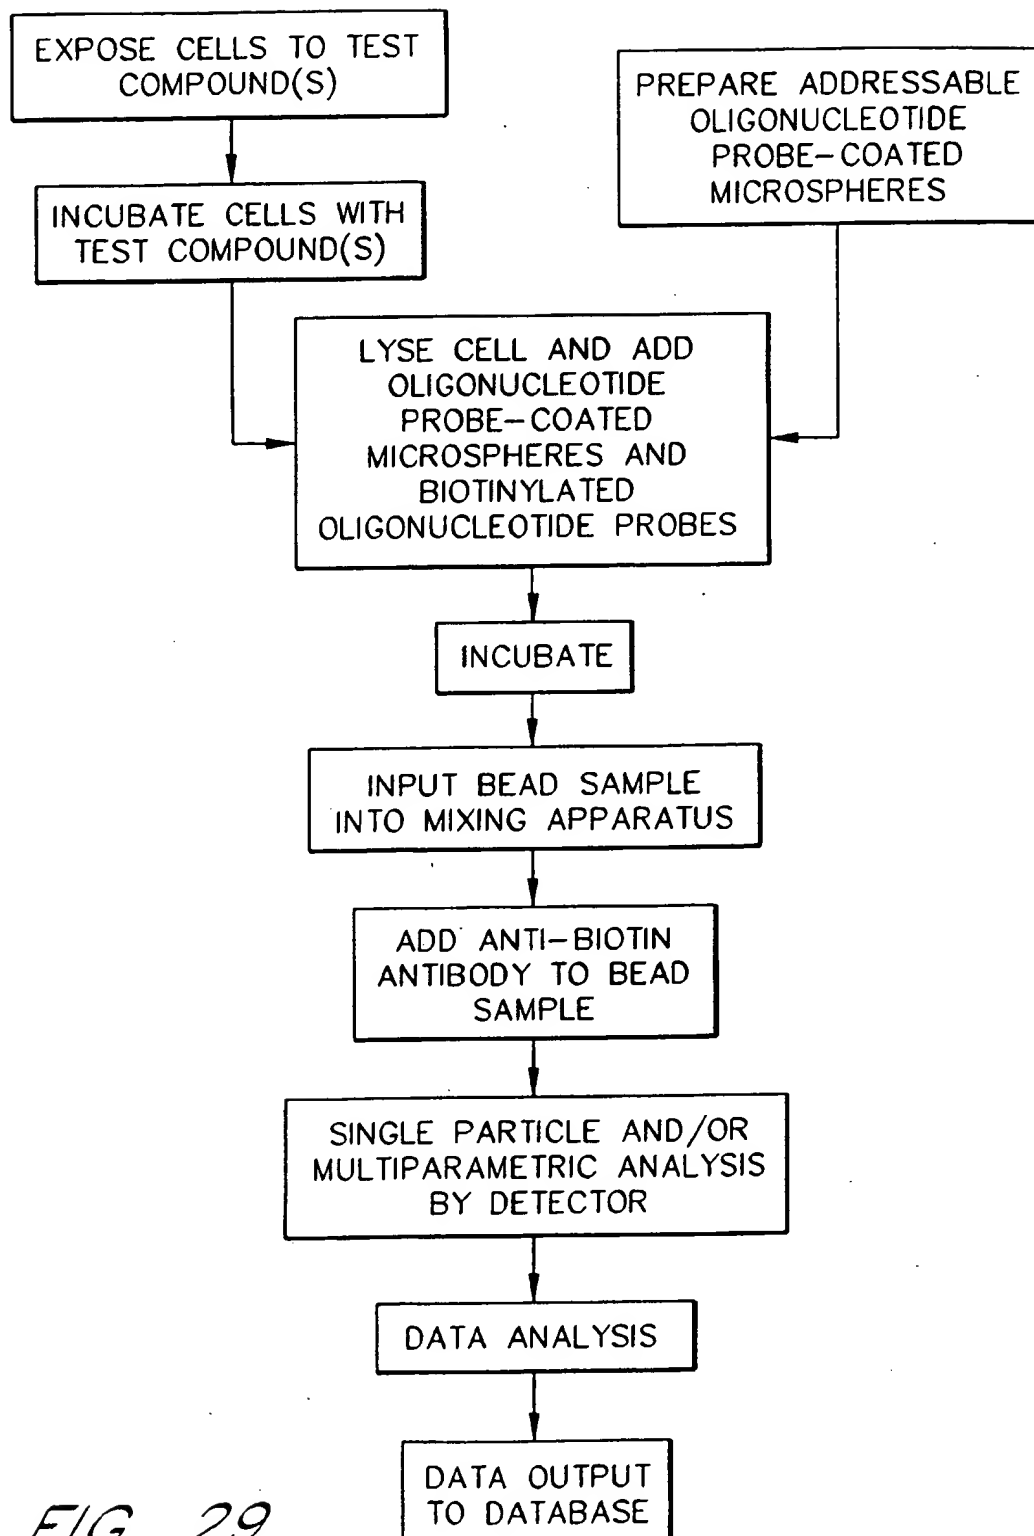 EXPOSE CELLS TO TEST
COMPOUND(S)
PREPARE ADDRESSABLE
OLIGONUCLEOTIDE
PROBE-COATED
MICROSPHERES
INCUBATE CELLS WITH
TEST COMPOUND(S)
LYSE CELL AND ADD
OLIGONUCLEOTIDE
PROBE-COATED
MICROSPHERES AND
BIOTINYLATED
OLIGONUCLEOTIDE PROBES
INCUBATE
INPUT BEAD SAMPLE
INTO MIXING APPARATUS
ADD ANTI-BIOTIN
ANTIBODY TO BEAD
SAMPLE
SINGLE PARTICLE AND/OR
MULTIPARAMETRIC ANALYSIS
BY DETECTOR
DATA ANALYSIS
DATA OUTPUT
TO DATABASE
FIG. 29